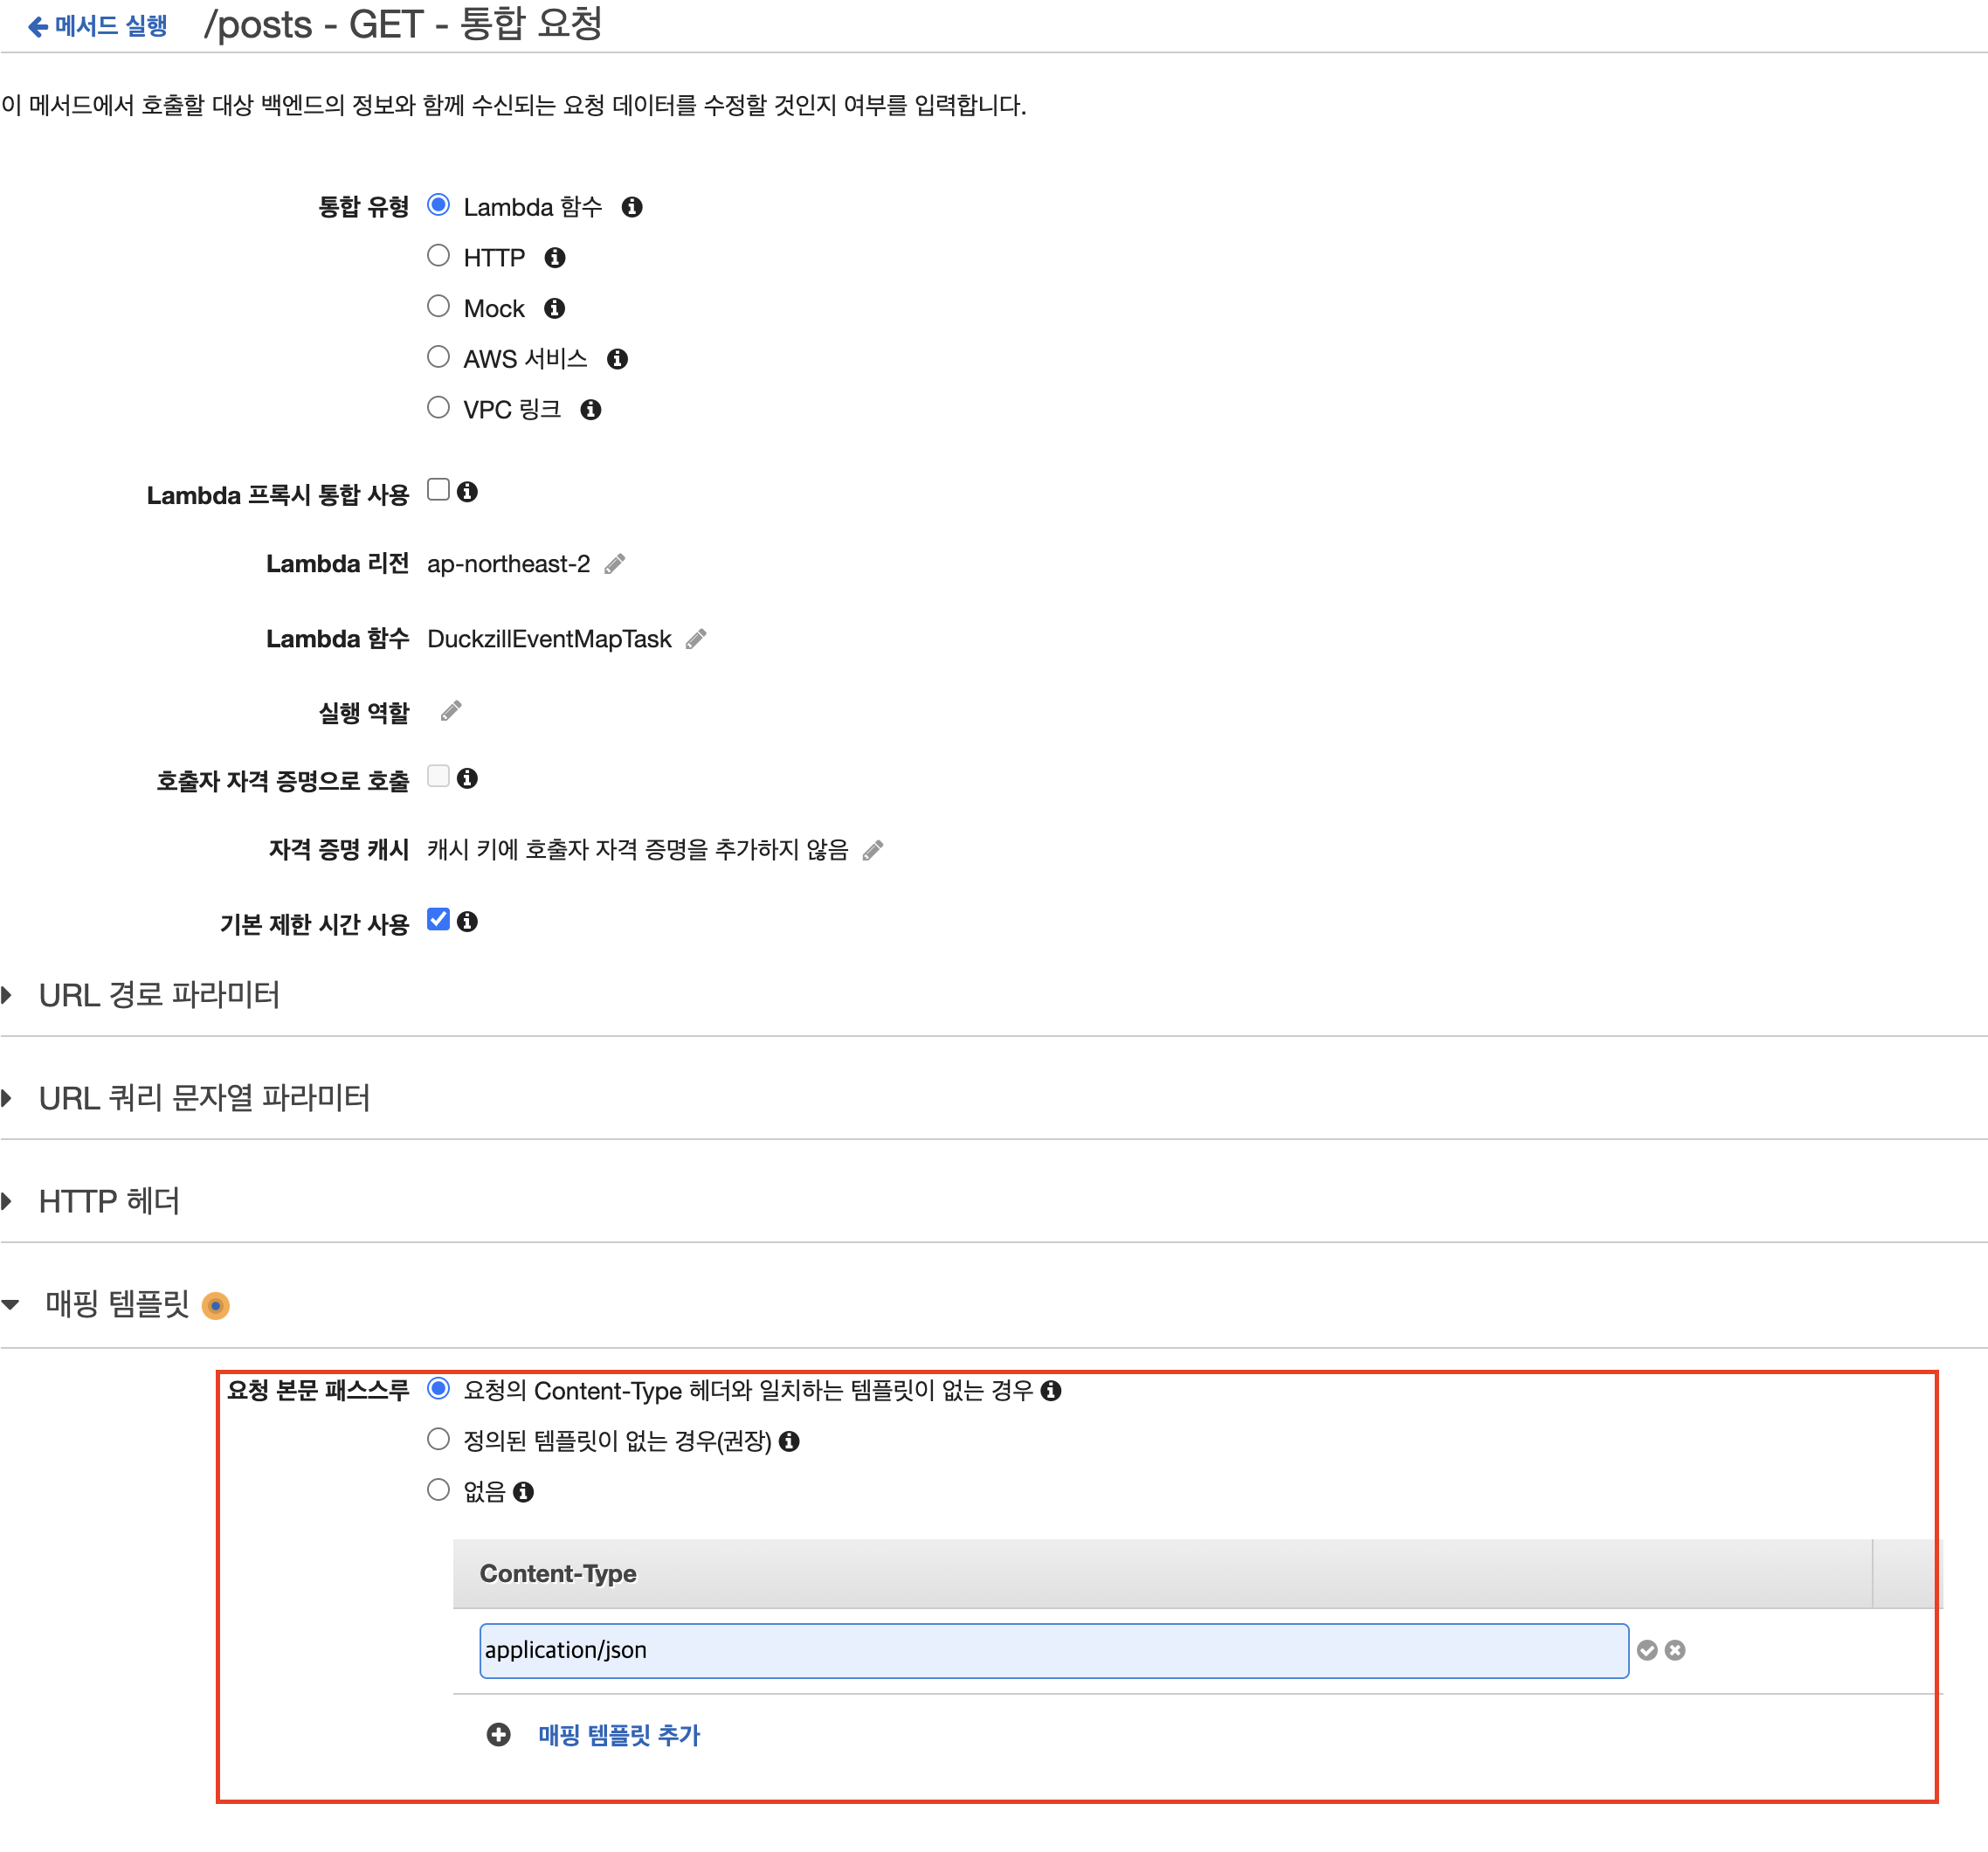 메서드 실행 /posts - GET - 통합 요청
이 메서드에서 호출할 대상 백엔드의 정보와 함께 수신되는 요청 데이터를 수정할 것인지 여부를 입력합니다.
통합 유형 Lambda 함수
HTTP
Mock
AWS 서비스
VPC 링크
Lambda 프록시 통합 사용
Lambda 리전 ap-northeast-2
Lambda 함수 DuckzillEventMapTask
실행 역할
호출자 자격 증명으로 호출
자격 증명 캐시 캐시 키에 호출자 자격 증명을 추가하지 않음
기본 제한 시간 사용
URL 경로 파라미터
URL 쿼리 문자열 파라미터
HTTP 헤더
매핑 템플릿
요청 본문 패스스루 요청의 Content-Type 헤더와 일치하는 템플릿이 없는 경우
정의된 템플릿이 없는 경우(권장)
없음
Content-Type
application/json
매핑 템플릿 추가